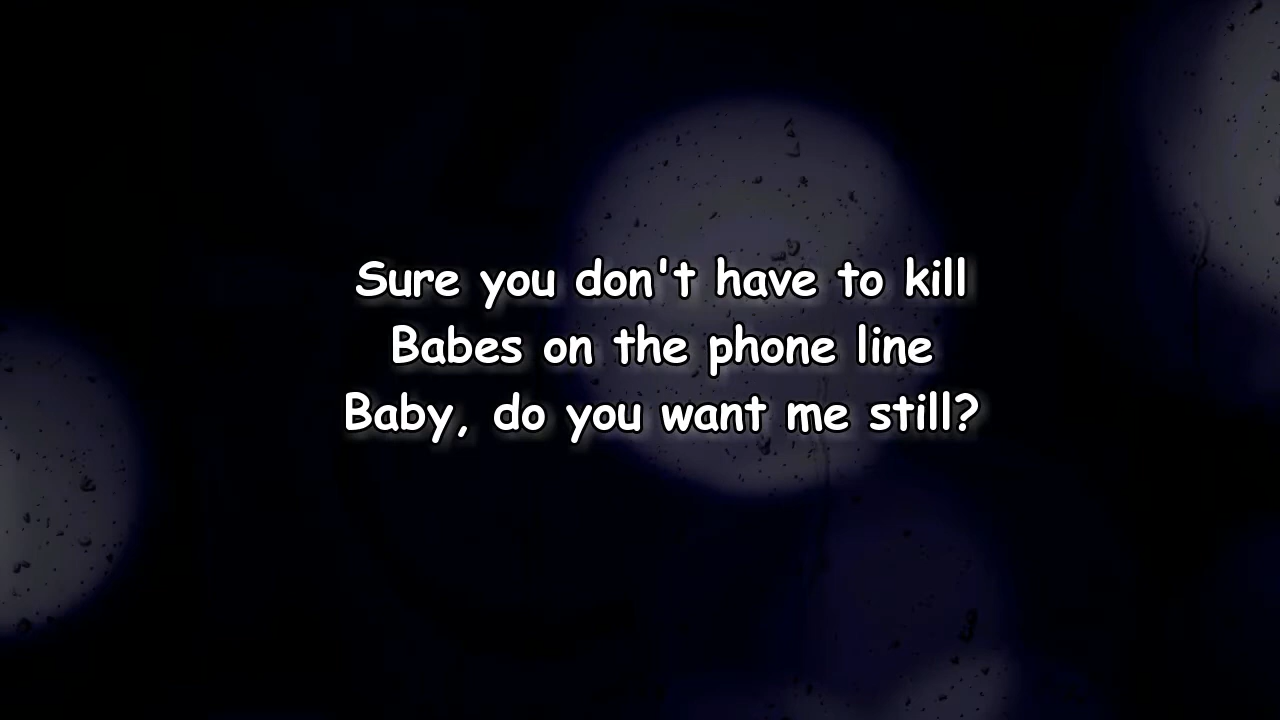 Sure you don't have to kill
Babes on the phone line
Baby, do you want me still?